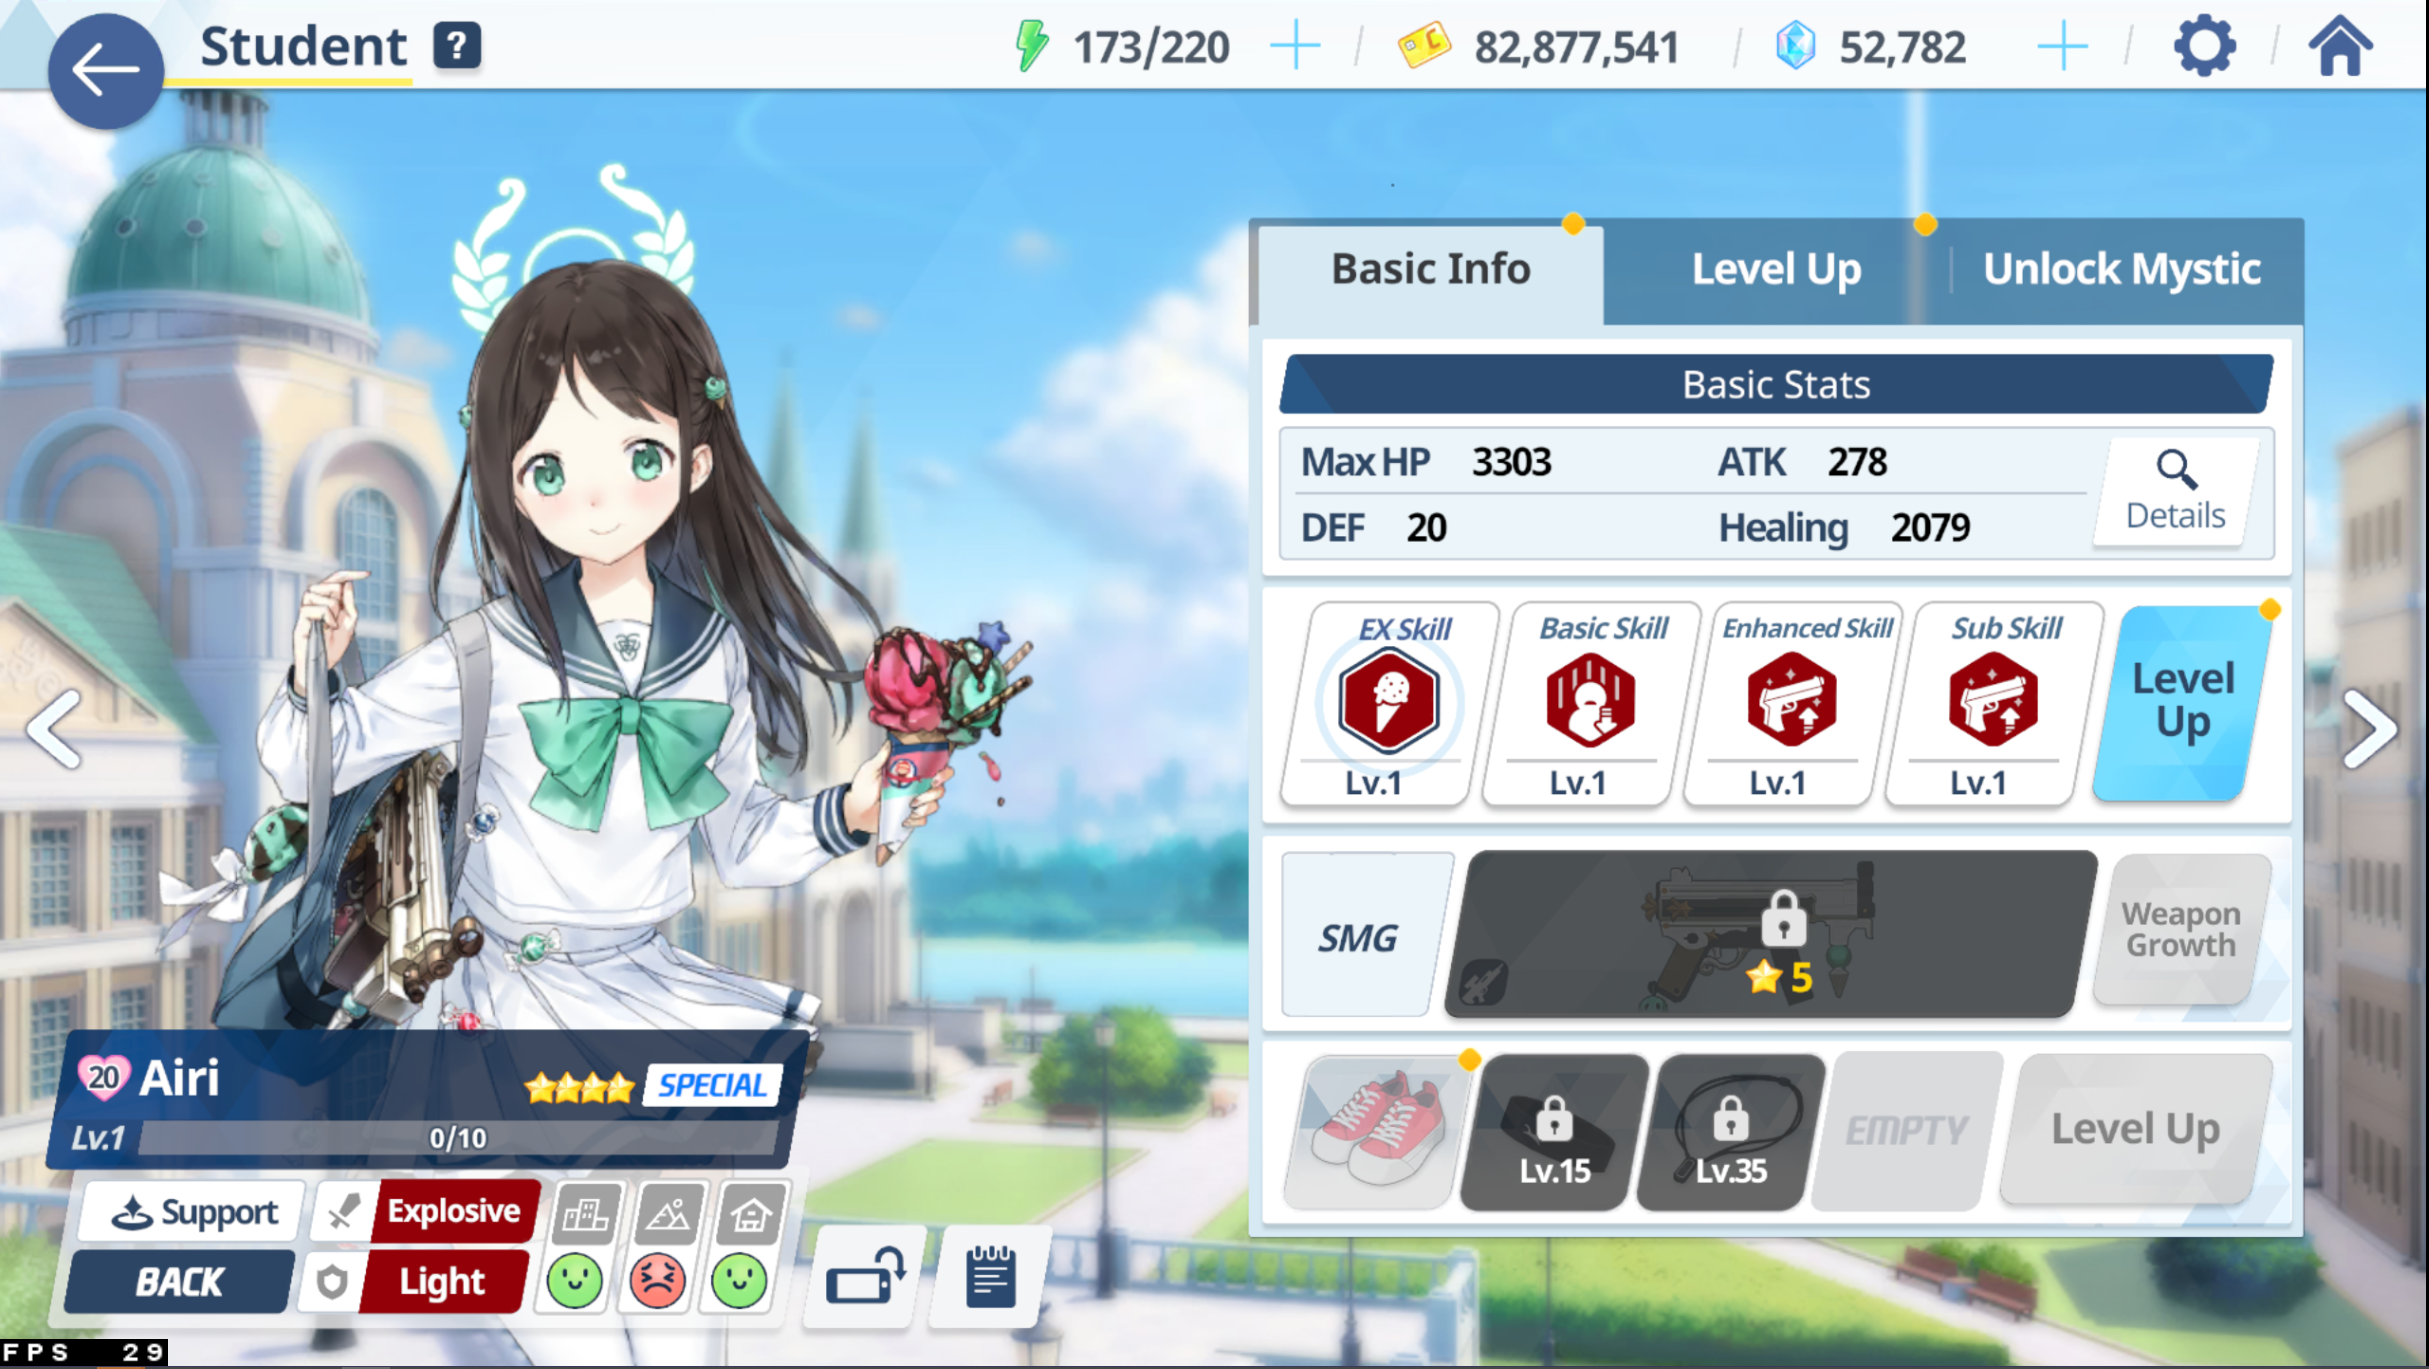 Student ?
173/220
82,877,541
52,782
Basic Info
Level Up
Unlock Mystic
Basic Stats
Max HP 3303
ATK 278
DEF 20
Healing 2079
Details
EX Skill
Lv.1
Basic Skill
Lv.1
Enhanced Skill
Lv.1
Sub Skill
Lv.1
Level
Up
SMG
5
Weapon
Growth
Lv.15
Lv.35
EMPTY
Level Up
20 Airi
SPECIAL
Lv.1
0/10
Support
Explosive
BACK
Light
FPS 29